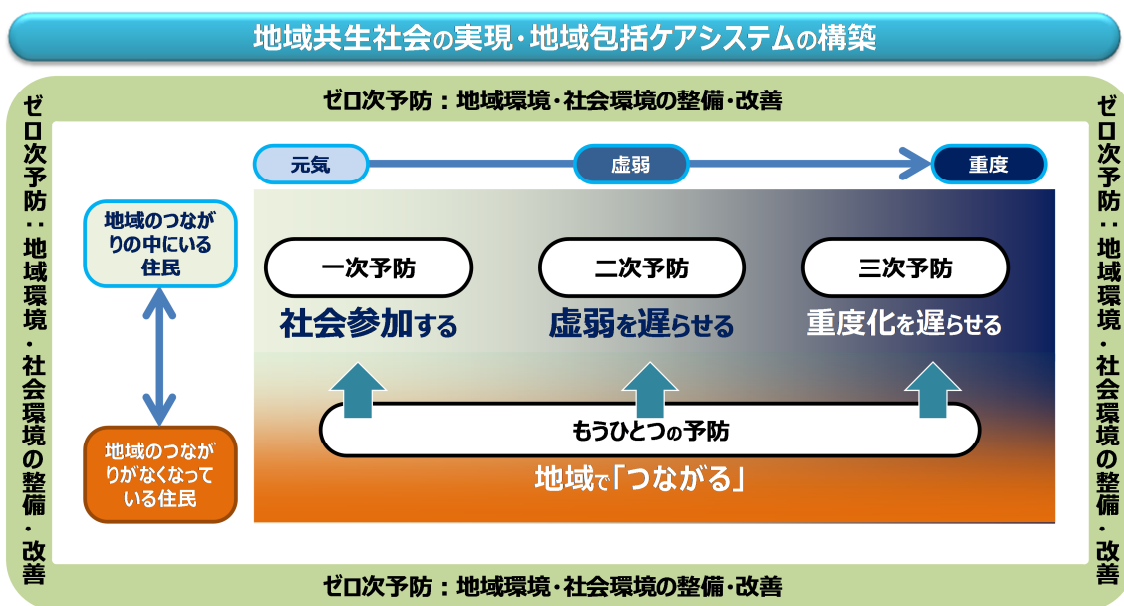 地域共生社会の実現・地域包括ケアシステムの構築
ゼロ次予防：地域環境・社会環境の整備・改善
ゼロ次予防：地域環境・社会環境の整備・改善
ゼロ次予防：地域環境・社会環境の整備・改善
元気
虚弱
重度
地域のつなが
りの中にいる
住民
一次予防
二次予防
三次予防
社会参加する
虚弱を遅らせる
重度化を遅らせる
もうひとつの予防
地域で「つながる」
地域のつなが
りがなくなって
いる住民
ゼロ次予防：地域環境・社会環境の整備・改善